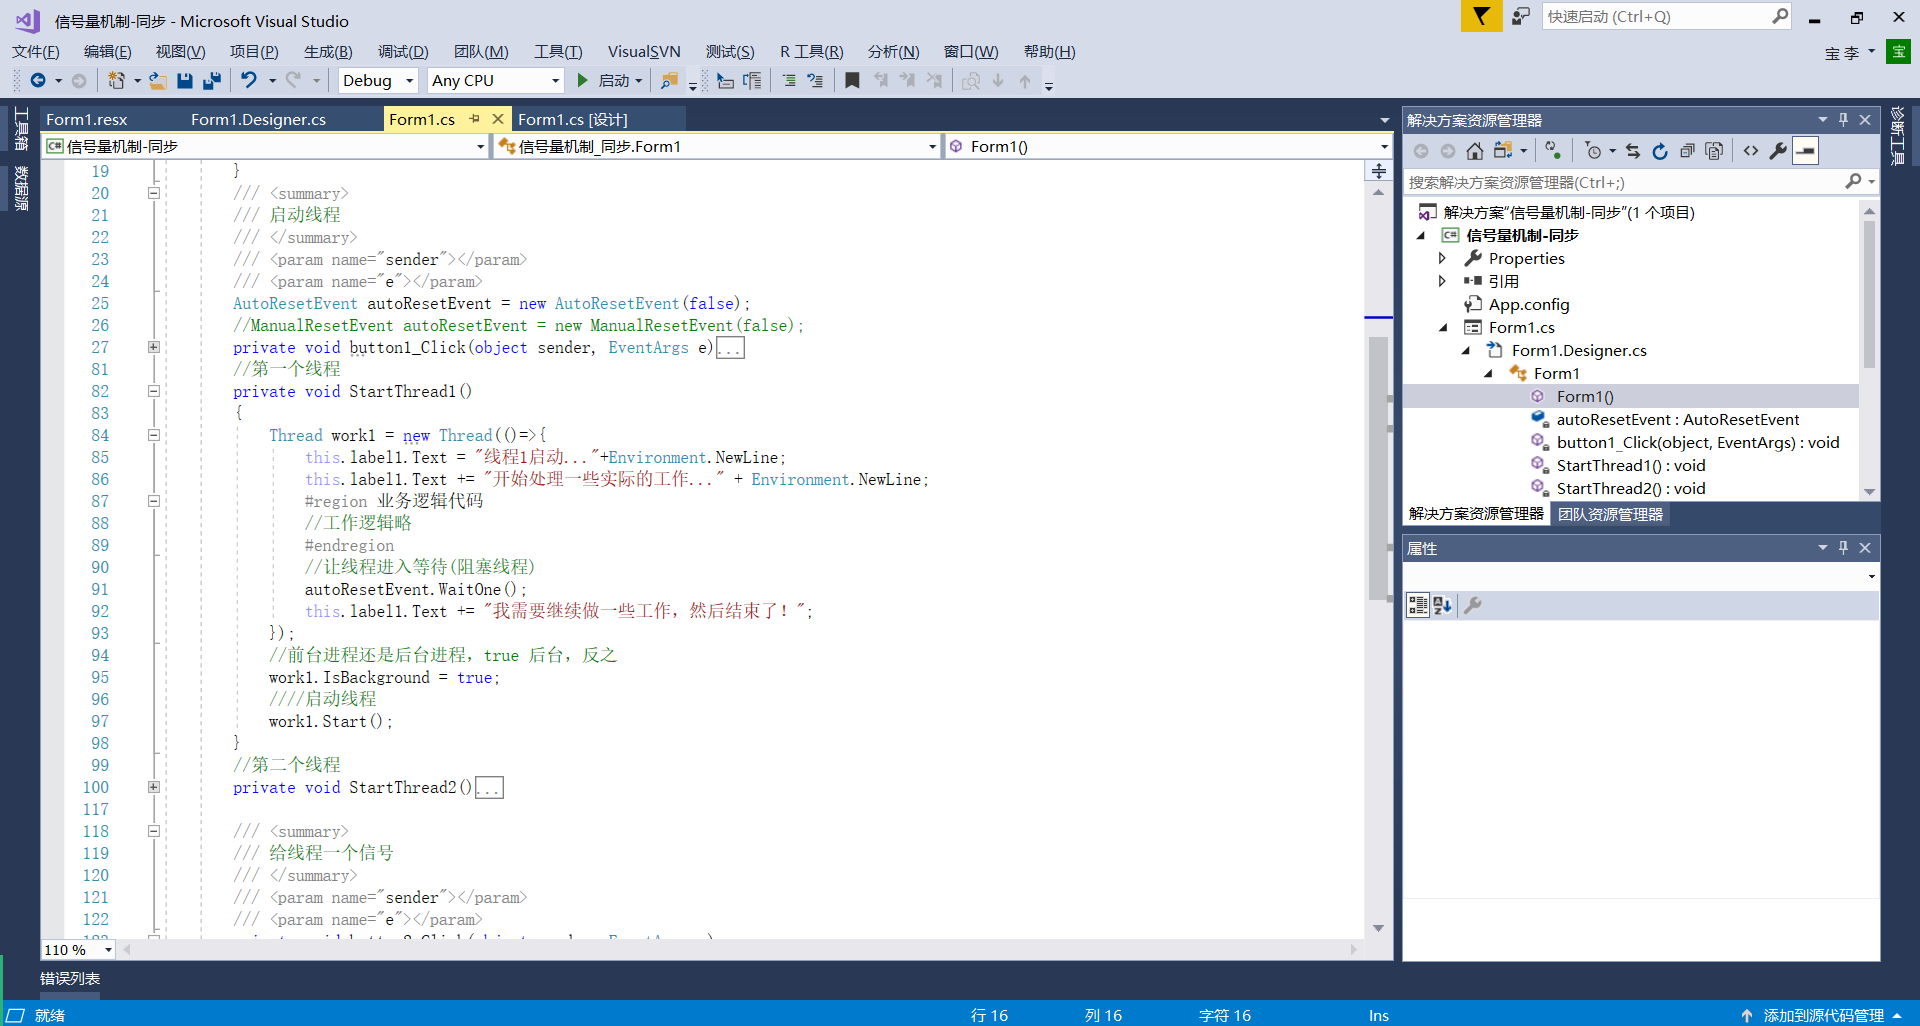 信号量机制-同步 - Microsoft Visual Studio
快速启动 (Ctrl+Q)
文件(F) 编辑(E) 视图(V) 项目(P) 生成(B) 调试(D) 团队(M) 工具(T) VisualSVN 测试(S) R 工具(R) 分析(N) 窗口(W) 帮助(H)
宝 李 宝
Debug Any CPU 启动
工具箱
数据源
Form1.resx Form1.Designer.cs Form1.cs Form1.cs [设计]
C# 信号量机制-同步 信号量机制_同步.Form1 Form1()
19 }
20 /// <summary>
21 /// 启动线程
22 /// </summary>
23 /// <param name="sender"></param>
24 /// <param name="e"></param>
25 AutoResetEvent autoResetEvent = new AutoResetEvent(false);
26 //ManualResetEvent autoResetEvent = new ManualResetEvent(false);
27 private void button1_Click(object sender, EventArgs e)...
81 //第一个线程
82 private void StartThread1()
83 {
84 Thread work1 = new Thread(()=>{
85 this.label1.Text = "线程1启动..."+Environment.NewLine;
86 this.label1.Text += "开始处理一些实际的工作..." + Environment.NewLine;
87 #region 业务逻辑代码
88 //工作逻辑略
89 #endregion
90 //让线程进入等待(阻塞线程)
91 autoResetEvent.WaitOne();
92 this.label1.Text += "我需要继续做一些工作，然后结束了！";
93 });
94 //前台进程还是后台进程，true 后台，反之
95 work1.IsBackground = true;
96 ////启动线程
97 work1.Start();
98 }
99 //第二个线程
100 private void StartThread2()...
117
118 /// <summary>
119 /// 给线程一个信号
120 /// </summary>
121 /// <param name="sender"></param>
122 /// <param name="e"></param>
110 %
错误列表
就绪 行 16 列 16 字符 16 Ins 添加到源代码管理
解决方案资源管理器
搜索解决方案资源管理器(Ctrl+;)
解决方案"信号量机制-同步"(1 个项目)
C# 信号量机制-同步
Properties
引用
App.config
Form1.cs
Form1.Designer.cs
Form1
Form1()
autoResetEvent : AutoResetEvent
button1_Click(object, EventArgs) : void
StartThread1() : void
StartThread2() : void
解决方案资源管理器 团队资源管理器
属性
诊断工具